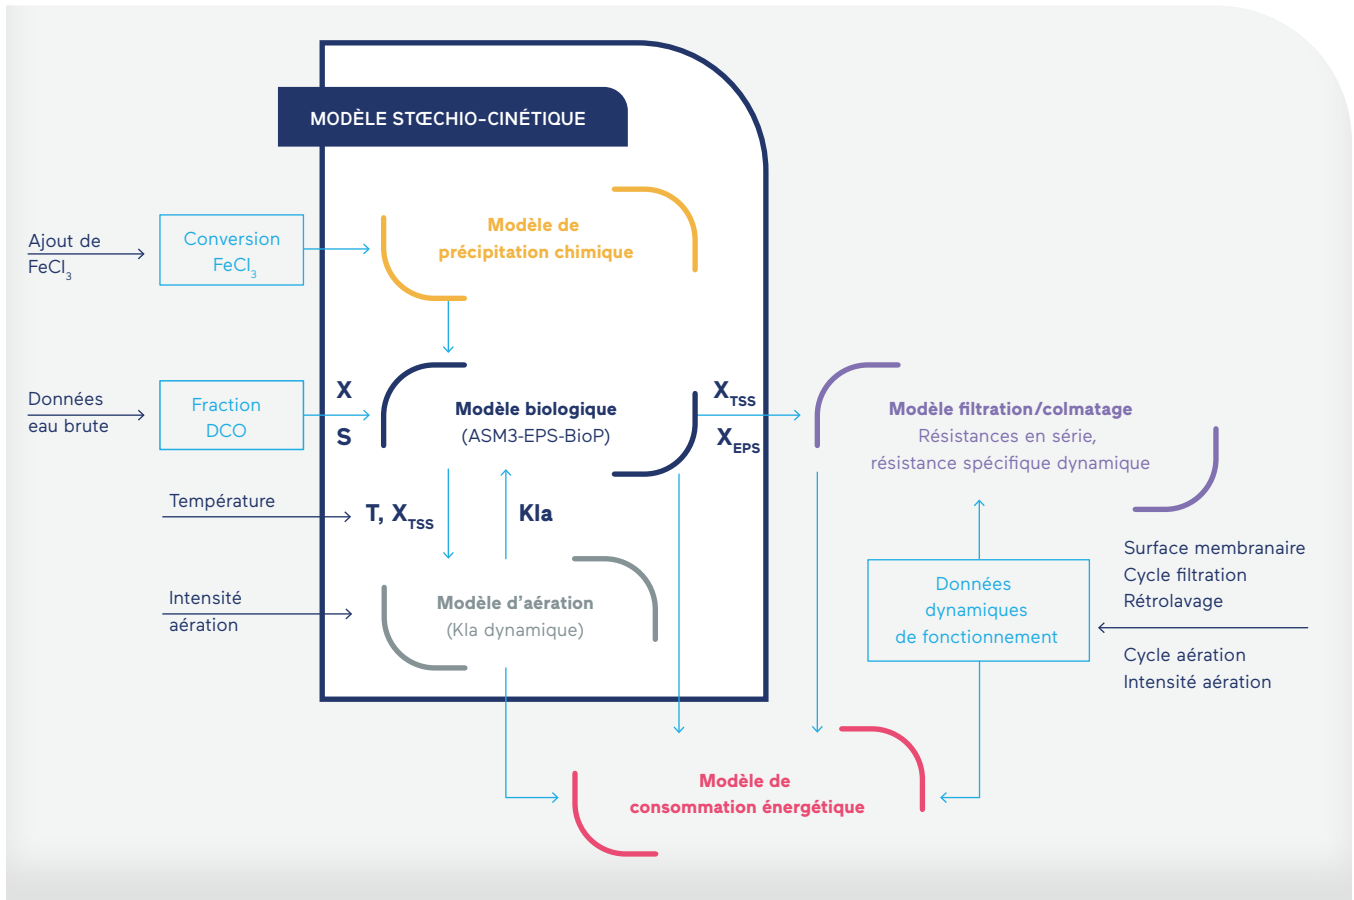 MODÈLE STŒCHIO-CINÉTIQUE
Modèle de
précipitation chimique
Ajout de
FeCl3
Conversion
FeCl3
Données
eau brute
Fraction
DCO
X
S
Modèle biologique
(ASM3-EPS-BioP)
XTSS
XEPS
Modèle filtration/colmatage
Résistances en série,
résistance spécifique dynamique
Température
T, XTSS
Kla
Intensité
aération
Modèle d'aération
(Kla dynamique)
Données
dynamiques
de fonctionnement
Surface membranaire
Cycle filtration
Rétrolavage
Cycle aération
Intensité aération
Modèle de
consommation énergétique